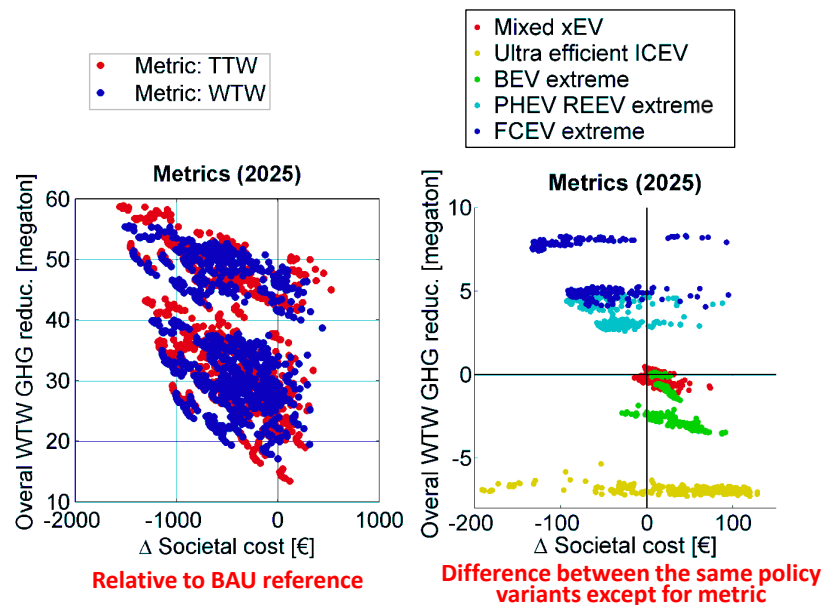 Metric: TTW
Metric: WTW
Metrics (2025)
Overal WTW GHG reduc. [megaton]
60
50
40
30
20
10
-2000
-1000
0
1000
Δ Societal cost [€]
Relative to BAU reference
Mixed xEV
Ultra efficient ICEV
BEV extreme
PHEV REEV extreme
FCEV extreme
Metrics (2025)
Overal WTW GHG reduc. [megaton]
10
5
0
-5
-200
-100
0
100
Δ Societal cost [€]
Difference between the same policy
variants except for metric